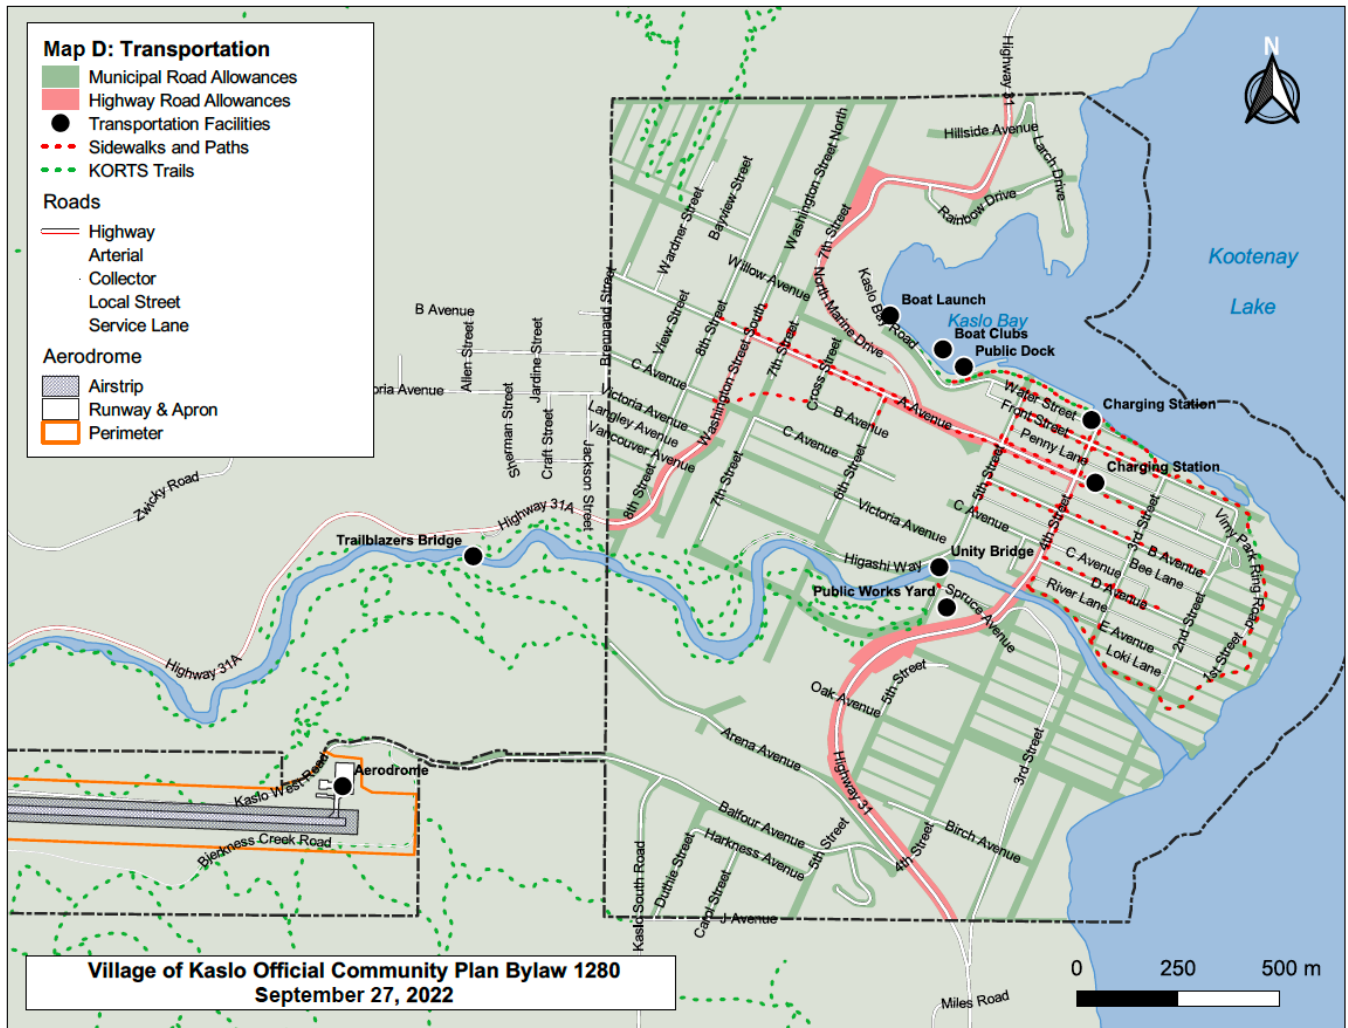 Map D: Transportation
Municipal Road Allowances
Highway Road Allowances
Transportation Facilities
Sidewalks and Paths
KORTS Trails
Roads
Highway
Arterial
Collector
Local Street
Service Lane
Aerodrome
Airstrip
Runway & Apron
Perimeter
N
Highway 31
Hillside Avenue
Larch Drive
Rainbow Drive
Washington Street North
Bayview Street
Wardner Street
7th Street
Willow Avenue
North Marine Drive
Kaslo Bay Road
Kootenay
Lake
Boat Launch
Kaslo Bay
Boat Clubs
Public Dock
B Avenue
Allen Street
Jardine Street
Brennand Street
View Street
8th Street
Washington Street South
7th Street
Cross Street
C Avenue
oria Avenue
Sherman Street
Craft Street
Jackson Street
Victoria Avenue
Langley Avenue
Vancouver Avenue
A Avenue
B Avenue
C Avenue
Water Street
Front Street
Penny Lane
Charging Station
Charging Station
Zwicky Road
Highway 31A
8th Street
7th Street
6th Street
5th Street
4th Street
3rd Street
Victoria Avenue
C Avenue
C Avenue
B Avenue
Bee Lane
D Avenue
Vimy Park Ring Road
Trailblazers Bridge
Higashi Way
Unity Bridge
Public Works Yard
Spruce Avenue
River Lane
E Avenue
Loki Lane
2nd Street
1st Street
Highway 31A
5th Street
Oak Avenue
Arena Avenue
Highway 31
3rd Street
Kaslo West Road
Aerodrome
Bjerkness Creek Road
Balfour Avenue
Harkness Avenue
5th Street
4th Street
Birch Avenue
Kaslo South Road
Duthie Street
Carol Street
J Avenue
Miles Road
Village of Kaslo Official Community Plan Bylaw 1280
September 27, 2022
0 250 500 m